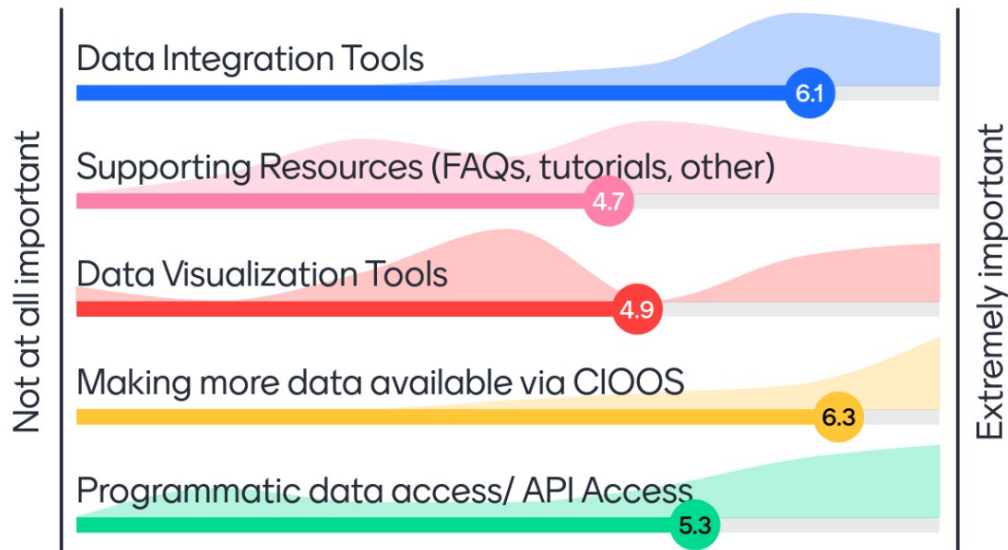 Not at all important
Data Integration Tools
6.1
Supporting Resources (FAQs, tutorials, other)
4.7
Data Visualization Tools
4.9
Making more data available via CIOOS
6.3
Programmatic data access/ API Access
5.3
Extremely important